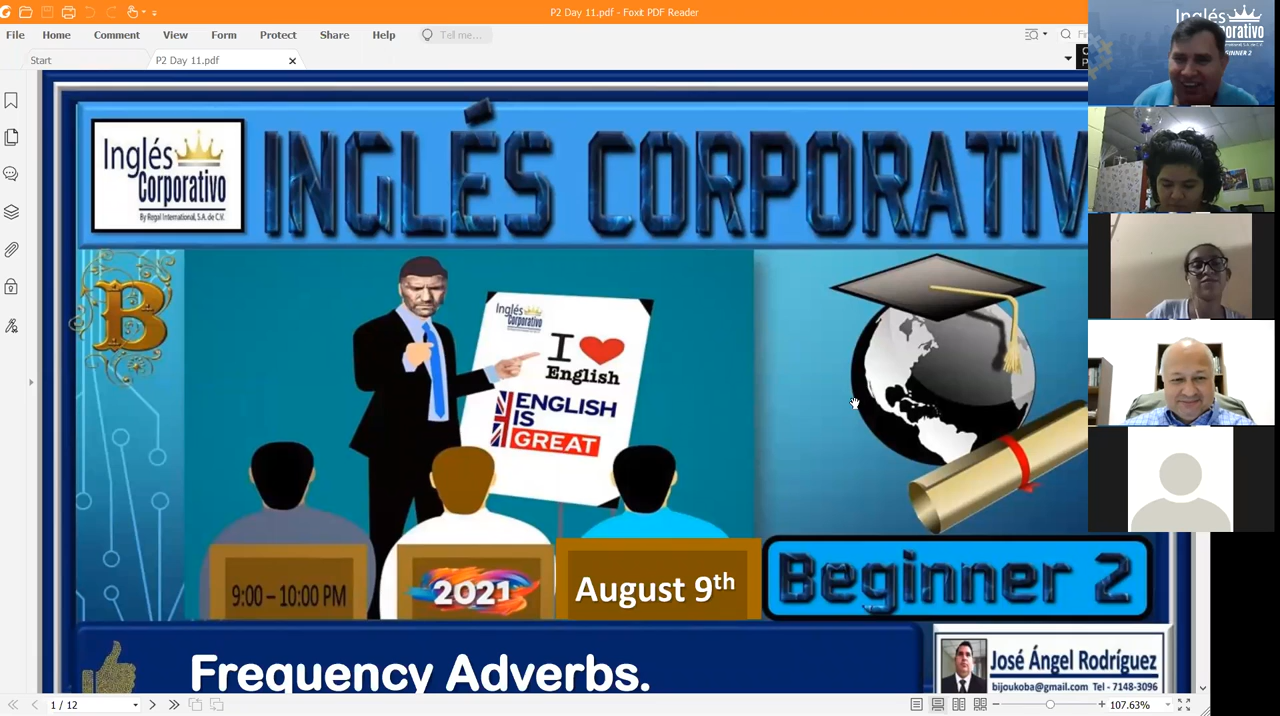 P2 Day 11.pdf - Foxit PDF Reader
File Home Comment View Form Protect Share Help Tell me...
Start P2 Day 11.pdf
Inglés
Corporativo
By Regal International, S.A. de C.V.
INGLÉS CORPORATIV
B
Inglés
Corporativo
I
English
ENGLISH
IS
GREAT
9:00 – 10:00 PM
2021
August 9th
Beginner 2
Frequency Adverbs.
José Ángel Rodríguez
bijoukoba@gmail.com Tel - 7148-3096
1 / 12
107.63%
Inglés